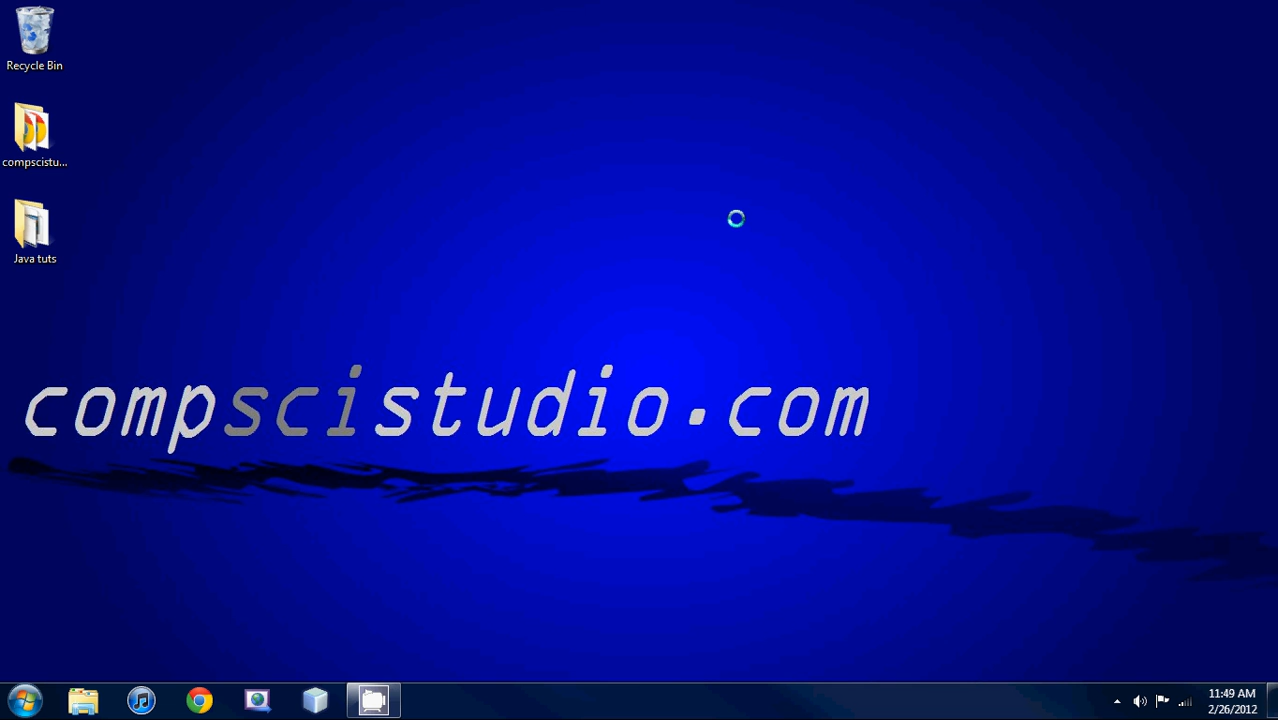 Recycle Bin
compscistu...
Java tuts
compscistudio.com
11:49 AM
2/26/2012